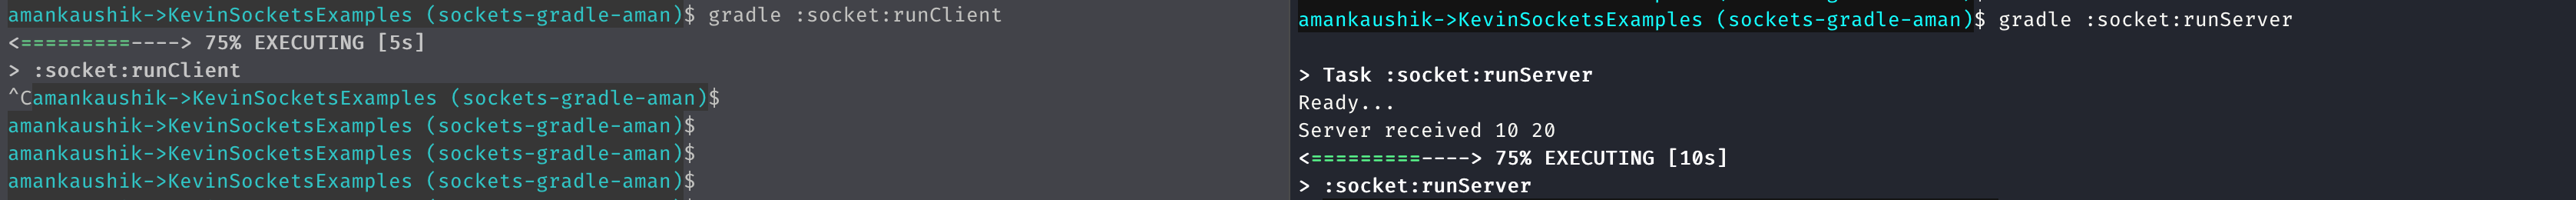 amankaushik->KevinSocketsExamples (sockets-gradle-aman)$ gradle :socket:runClient
<=========----> 75% EXECUTING [5s]
> :socket:runClient
^Camankaushik->KevinSocketsExamples (sockets-gradle-aman)$
amankaushik->KevinSocketsExamples (sockets-gradle-aman)$
amankaushik->KevinSocketsExamples (sockets-gradle-aman)$
amankaushik->KevinSocketsExamples (sockets-gradle-aman)$
amankaushik->KevinSocketsExamples (sockets-gradle-aman)$ gradle :socket:runServer
> Task :socket:runServer
Ready...
Server received 10 20
<=========----> 75% EXECUTING [10s]
> :socket:runServer